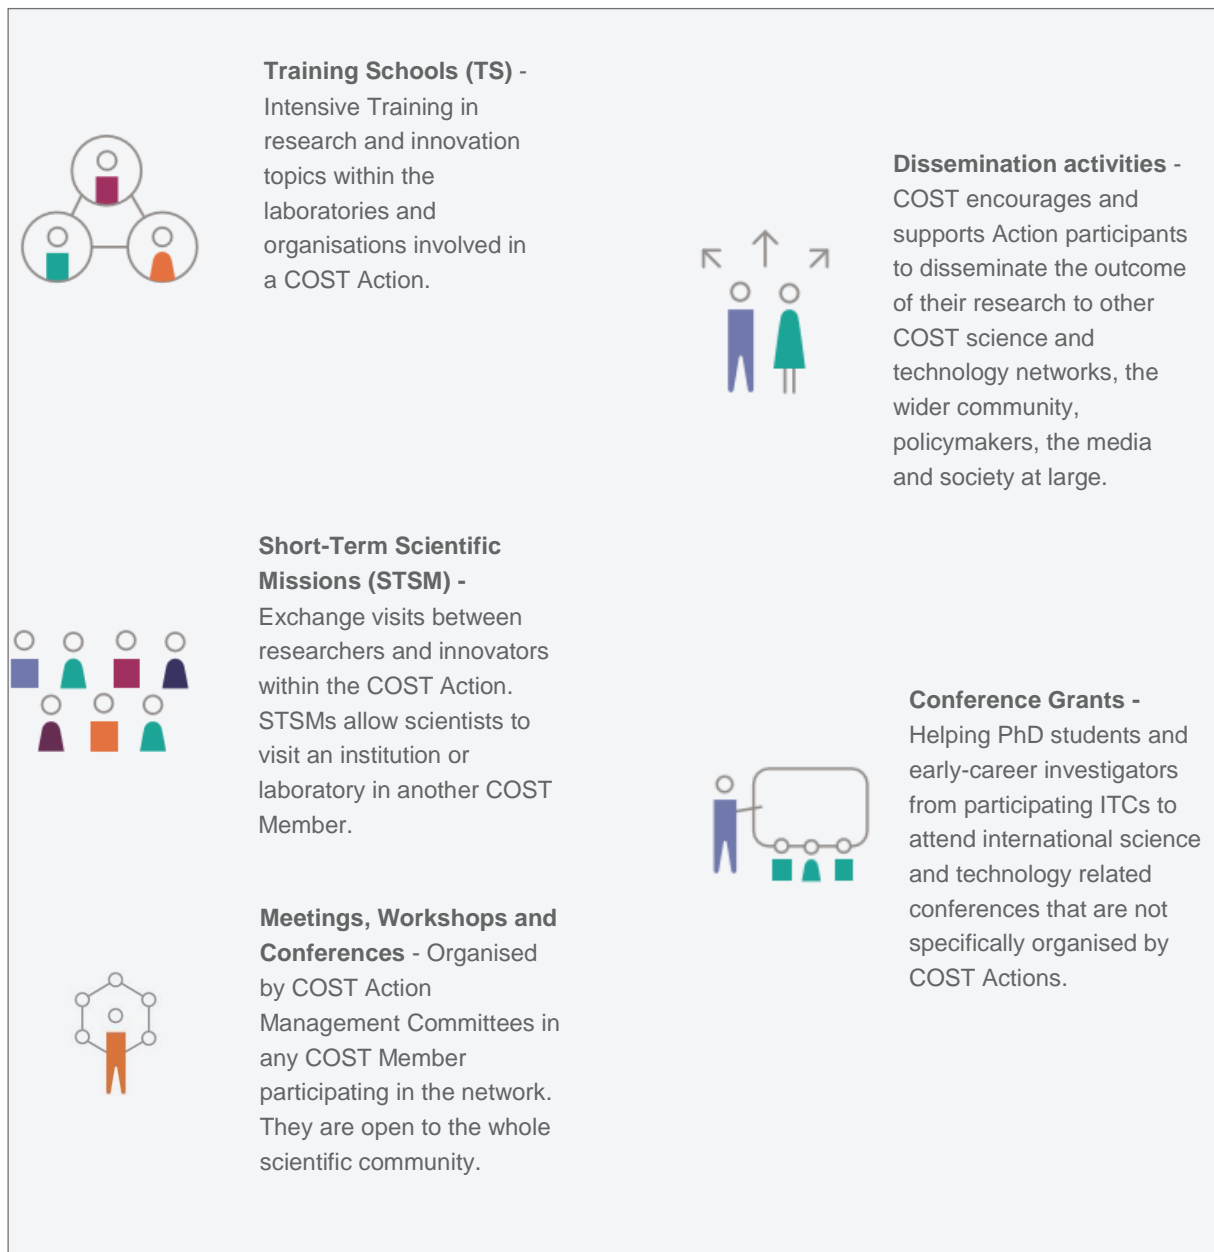 Training Schools (TS) -
Intensive Training in
research and innovation
topics within the
laboratories and
organisations involved in
a COST Action.
Short-Term Scientific
Missions (STSM) -
Exchange visits between
researchers and innovators
within the COST Action.
STSMs allow scientists to
visit an institution or
laboratory in another COST
Member.
Meetings, Workshops and
Conferences - Organised
by COST Action
Management Committees in
any COST Member
participating in the network.
They are open to the whole
scientific community.
Dissemination activities -
COST encourages and
supports Action participants
to disseminate the outcome
of their research to other
COST science and
technology networks, the
wider community,
policymakers, the media
and society at large.
Conference Grants -
Helping PhD students and
early-career investigators
from participating ITCs to
attend international science
and technology related
conferences that are not
specifically organised by
COST Actions.